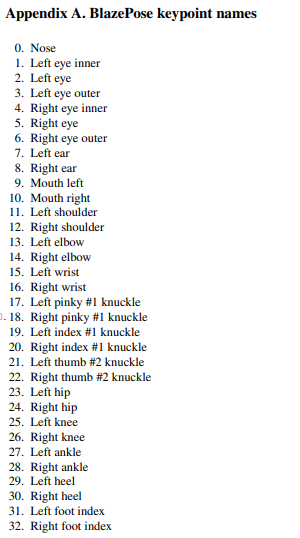 Appendix A. BlazePose keypoint names
0. Nose
1. Left eye inner
2. Left eye
3. Left eye outer
4. Right eye inner
5. Right eye
6. Right eye outer
7. Left ear
8. Right ear
9. Mouth left
10. Mouth right
11. Left shoulder
12. Right shoulder
13. Left elbow
14. Right elbow
15. Left wrist
16. Right wrist
17. Left pinky #1 knuckle
18. Right pinky #1 knuckle
19. Left index #1 knuckle
20. Right index #1 knuckle
21. Left thumb #2 knuckle
22. Right thumb #2 knuckle
23. Left hip
24. Right hip
25. Left knee
26. Right knee
27. Left ankle
28. Right ankle
29. Left heel
30. Right heel
31. Left foot index
32. Right foot index